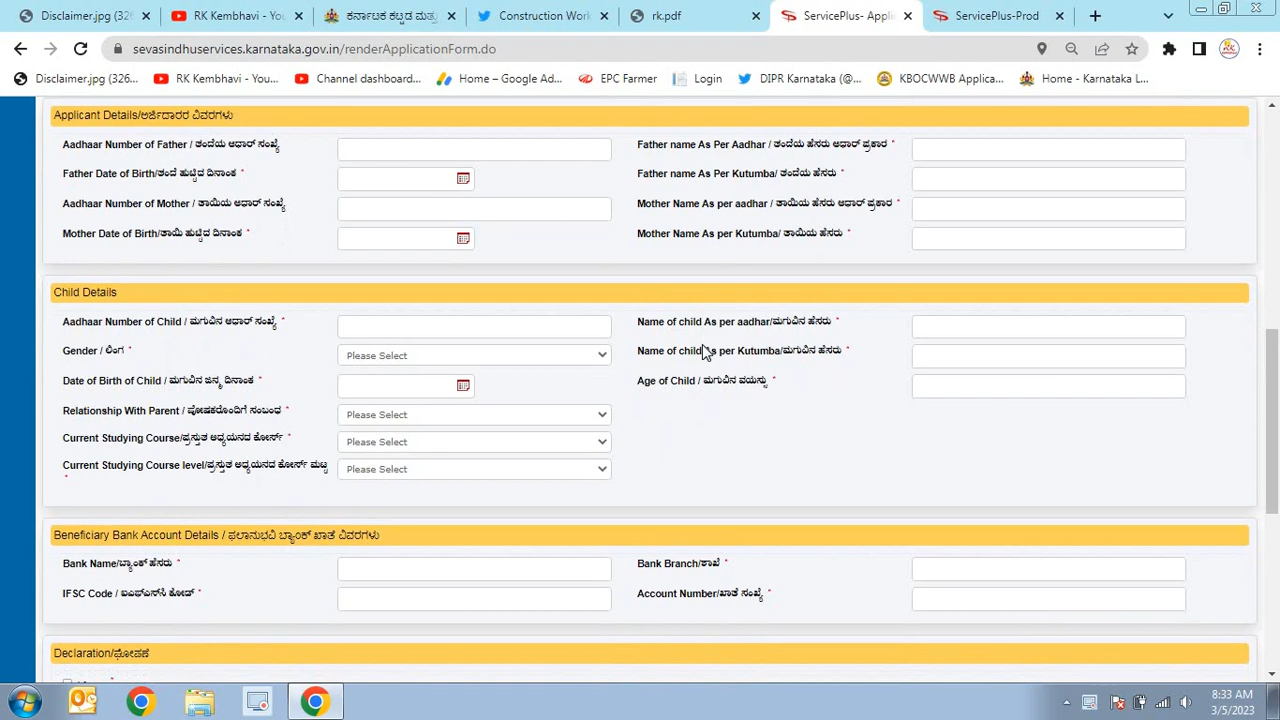 Disclaimer.jpg (32
RK Kembhavi - You
ಕರ್ನಾಟಕ ಕಟ್ಟಡ ಮತ್ತ
Construction Work
rk.pdf
ServicePlus- Appli
ServicePlus-Prod
sevasindhuservices.karnataka.gov.in/renderApplicationForm.do
Disclaimer.jpg (326...
RK Kembhavi - You...
Channel dashboard...
Home – Google Ad...
EPC Farmer
Login
DIPR Karnataka (@...
KBOCWWB Applica...
Home - Karnataka L...
Applicant Details/ಅರ್ಜಿದಾರರ ವಿವರಗಳು
Aadhaar Number of Father / ತಂದೆಯ ಆಧಾರ್ ಸಂಖ್ಯೆ
Father name As Per Aadhar / ತಂದೆಯ ಹೆಸರು ಆಧಾರ್ ಪ್ರಕಾರ *
Father Date of Birth/ತಂದೆ ಹುಟ್ಟಿದ ದಿನಾಂಕ *
Father name As Per Kutumba/ ತಂದೆಯ ಹೆಸರು *
Aadhaar Number of Mother / ತಾಯಿಯ ಆಧಾರ್ ಸಂಖ್ಯೆ
Mother Name As per aadhar / ತಾಯಿಯ ಹೆಸರು ಆಧಾರ್ ಪ್ರಕಾರ *
Mother Date of Birth/ತಾಯಿ ಹುಟ್ಟಿದ ದಿನಾಂಕ *
Mother Name As per Kutumba/ ತಾಯಿಯ ಹೆಸರು *
Child Details
Aadhaar Number of Child / ಮಗುವಿನ ಆಧಾರ್ ಸಂಖ್ಯೆ *
Name of child As per aadhar/ಮಗುವಿನ ಹೆಸರು *
Gender / ಲಿಂಗ *
Please Select
Name of child As per Kutumba/ಮಗುವಿನ ಹೆಸರು *
Date of Birth of Child / ಮಗುವಿನ ಜನ್ಮ ದಿನಾಂಕ *
Age of Child / ಮಗುವಿನ ವಯಸ್ಸು *
Relationship With Parent / ಪೋಷಕರೊಂದಿಗೆ ಸಂಬಂಧ *
Please Select
Current Studying Course/ಪ್ರಸ್ತುತ ಅಧ್ಯಯನದ ಕೋರ್ಸ್ *
Please Select
Current Studying Course level/ಪ್ರಸ್ತುತ ಅಧ್ಯಯನದ ಕೋರ್ಸ್ ಮಟ್ಟ
*
Please Select
Beneficiary Bank Account Details / ಫಲಾನುಭವಿ ಬ್ಯಾಂಕ್ ಖಾತೆ ವಿವರಗಳು
Bank Name/ಬ್ಯಾಂಕ್ ಹೆಸರು *
Bank Branch/ಶಾಖೆ *
IFSC Code / ಐಎಫ್ಎಸ್‌ಸಿ ಕೋಡ್ *
Account Number/ಖಾತೆ ಸಂಖ್ಯೆ *
Declaration/ಘೋಷಣೆ
8:33 AM
3/5/2023